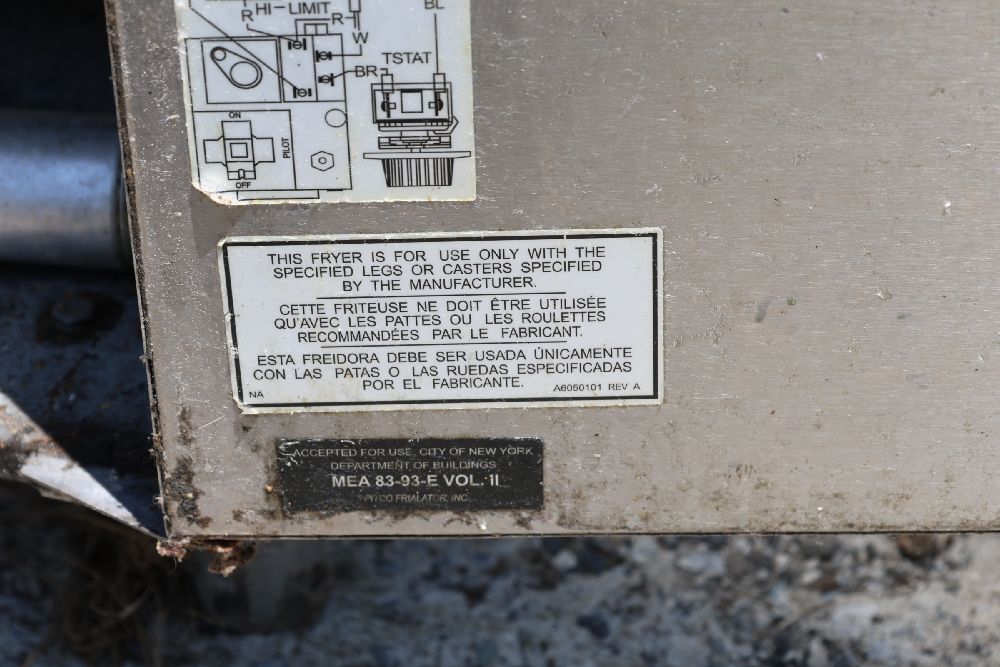 BL
R HI-LIMIT
R
W
TSTAT
BR
ON
PILOT
OFF
THIS FRYER IS FOR USE ONLY WITH THE
SPECIFIED LEGS OR CASTERS SPECIFIED
BY THE MANUFACTURER.
CETTE FRITEUSE NE DOIT ÊTRE UTILISÉE
QU'AVEC LES PATTES OU LES ROULETTES
RECOMMANDÉES PAR LE FABRICANT.
ESTA FREIDORA DEBE SER USADA ÚNICAMENTE
CON LAS PATAS O LAS RUEDAS ESPECIFICADAS
POR EL FABRICANTE.
NA A6050101 REV A
ACCEPTED FOR USE, CITY OF NEW YORK
DEPARTMENT OF BUILDINGS
MEA 83-93-E VOL. II
PITCO FRIALATOR, INC.